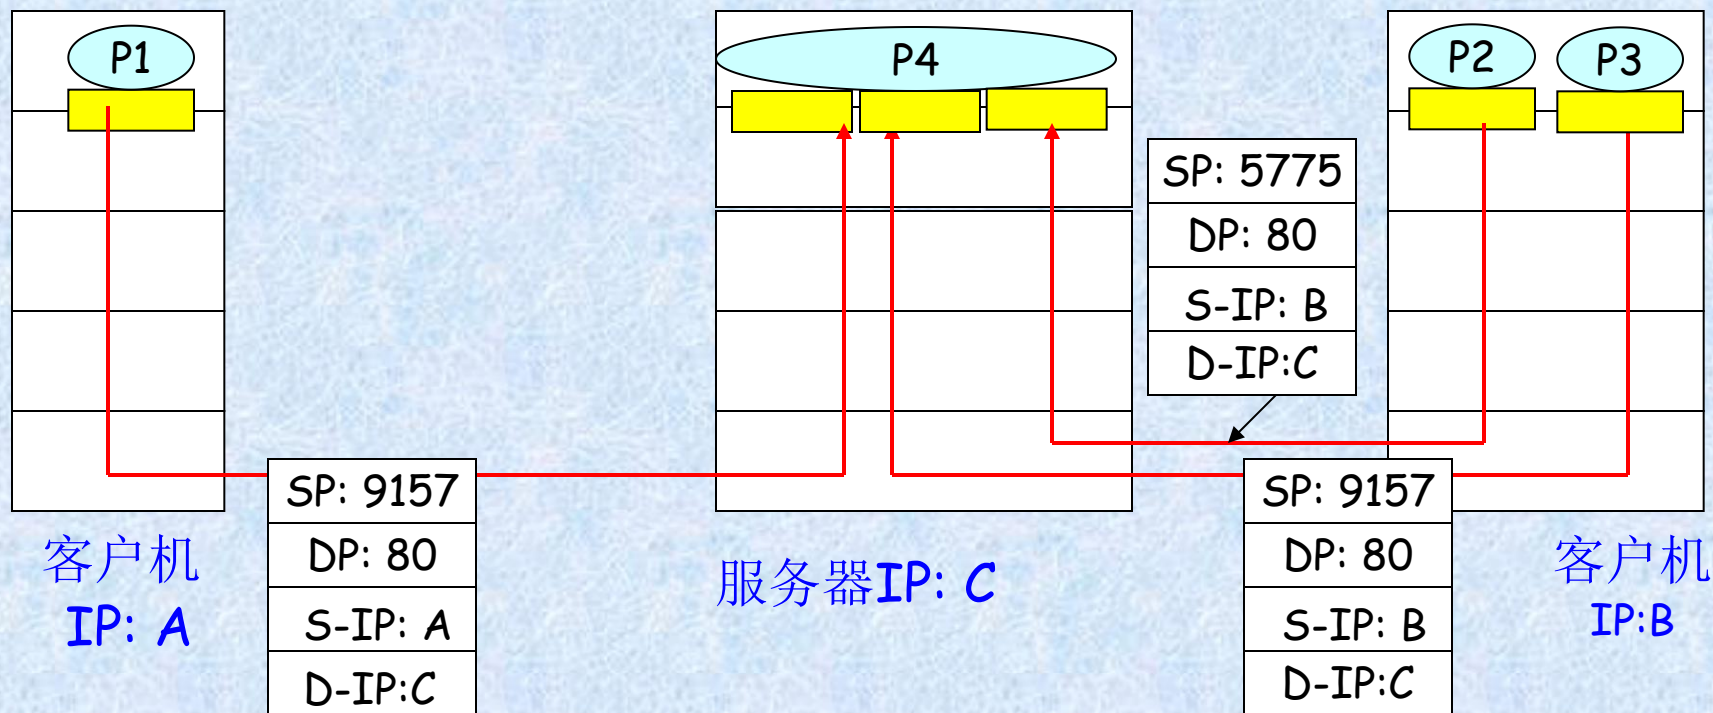 P1
P4
P2
P3
SP: 5775
DP: 80
S-IP: B
D-IP:C
SP: 9157
DP: 80
S-IP: A
D-IP:C
SP: 9157
DP: 80
S-IP: B
D-IP:C
客户机
IP: A
服务器IP: C
客户机
IP:B